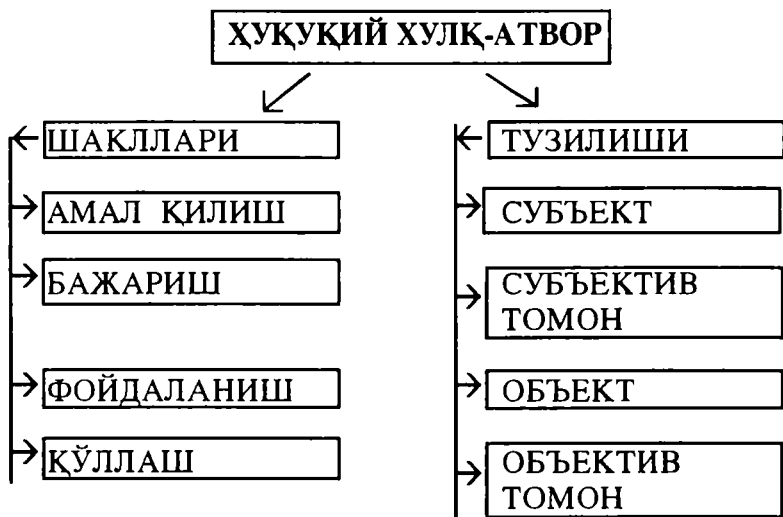 ҲУҚУҚИЙ ХУЛҚ-АТВОР
ШАКЛЛАРИ
АМАЛ ҚИЛИШ
БАЖАРИШ
ФОЙДАЛАНИШ
ҚЎЛЛАШ
ТУЗИЛИШИ
СУБЪЕКТ
СУБЪЕКТИВ
ТОМОН
ОБЪЕКТ
ОБЪЕКТИВ
ТОМОН